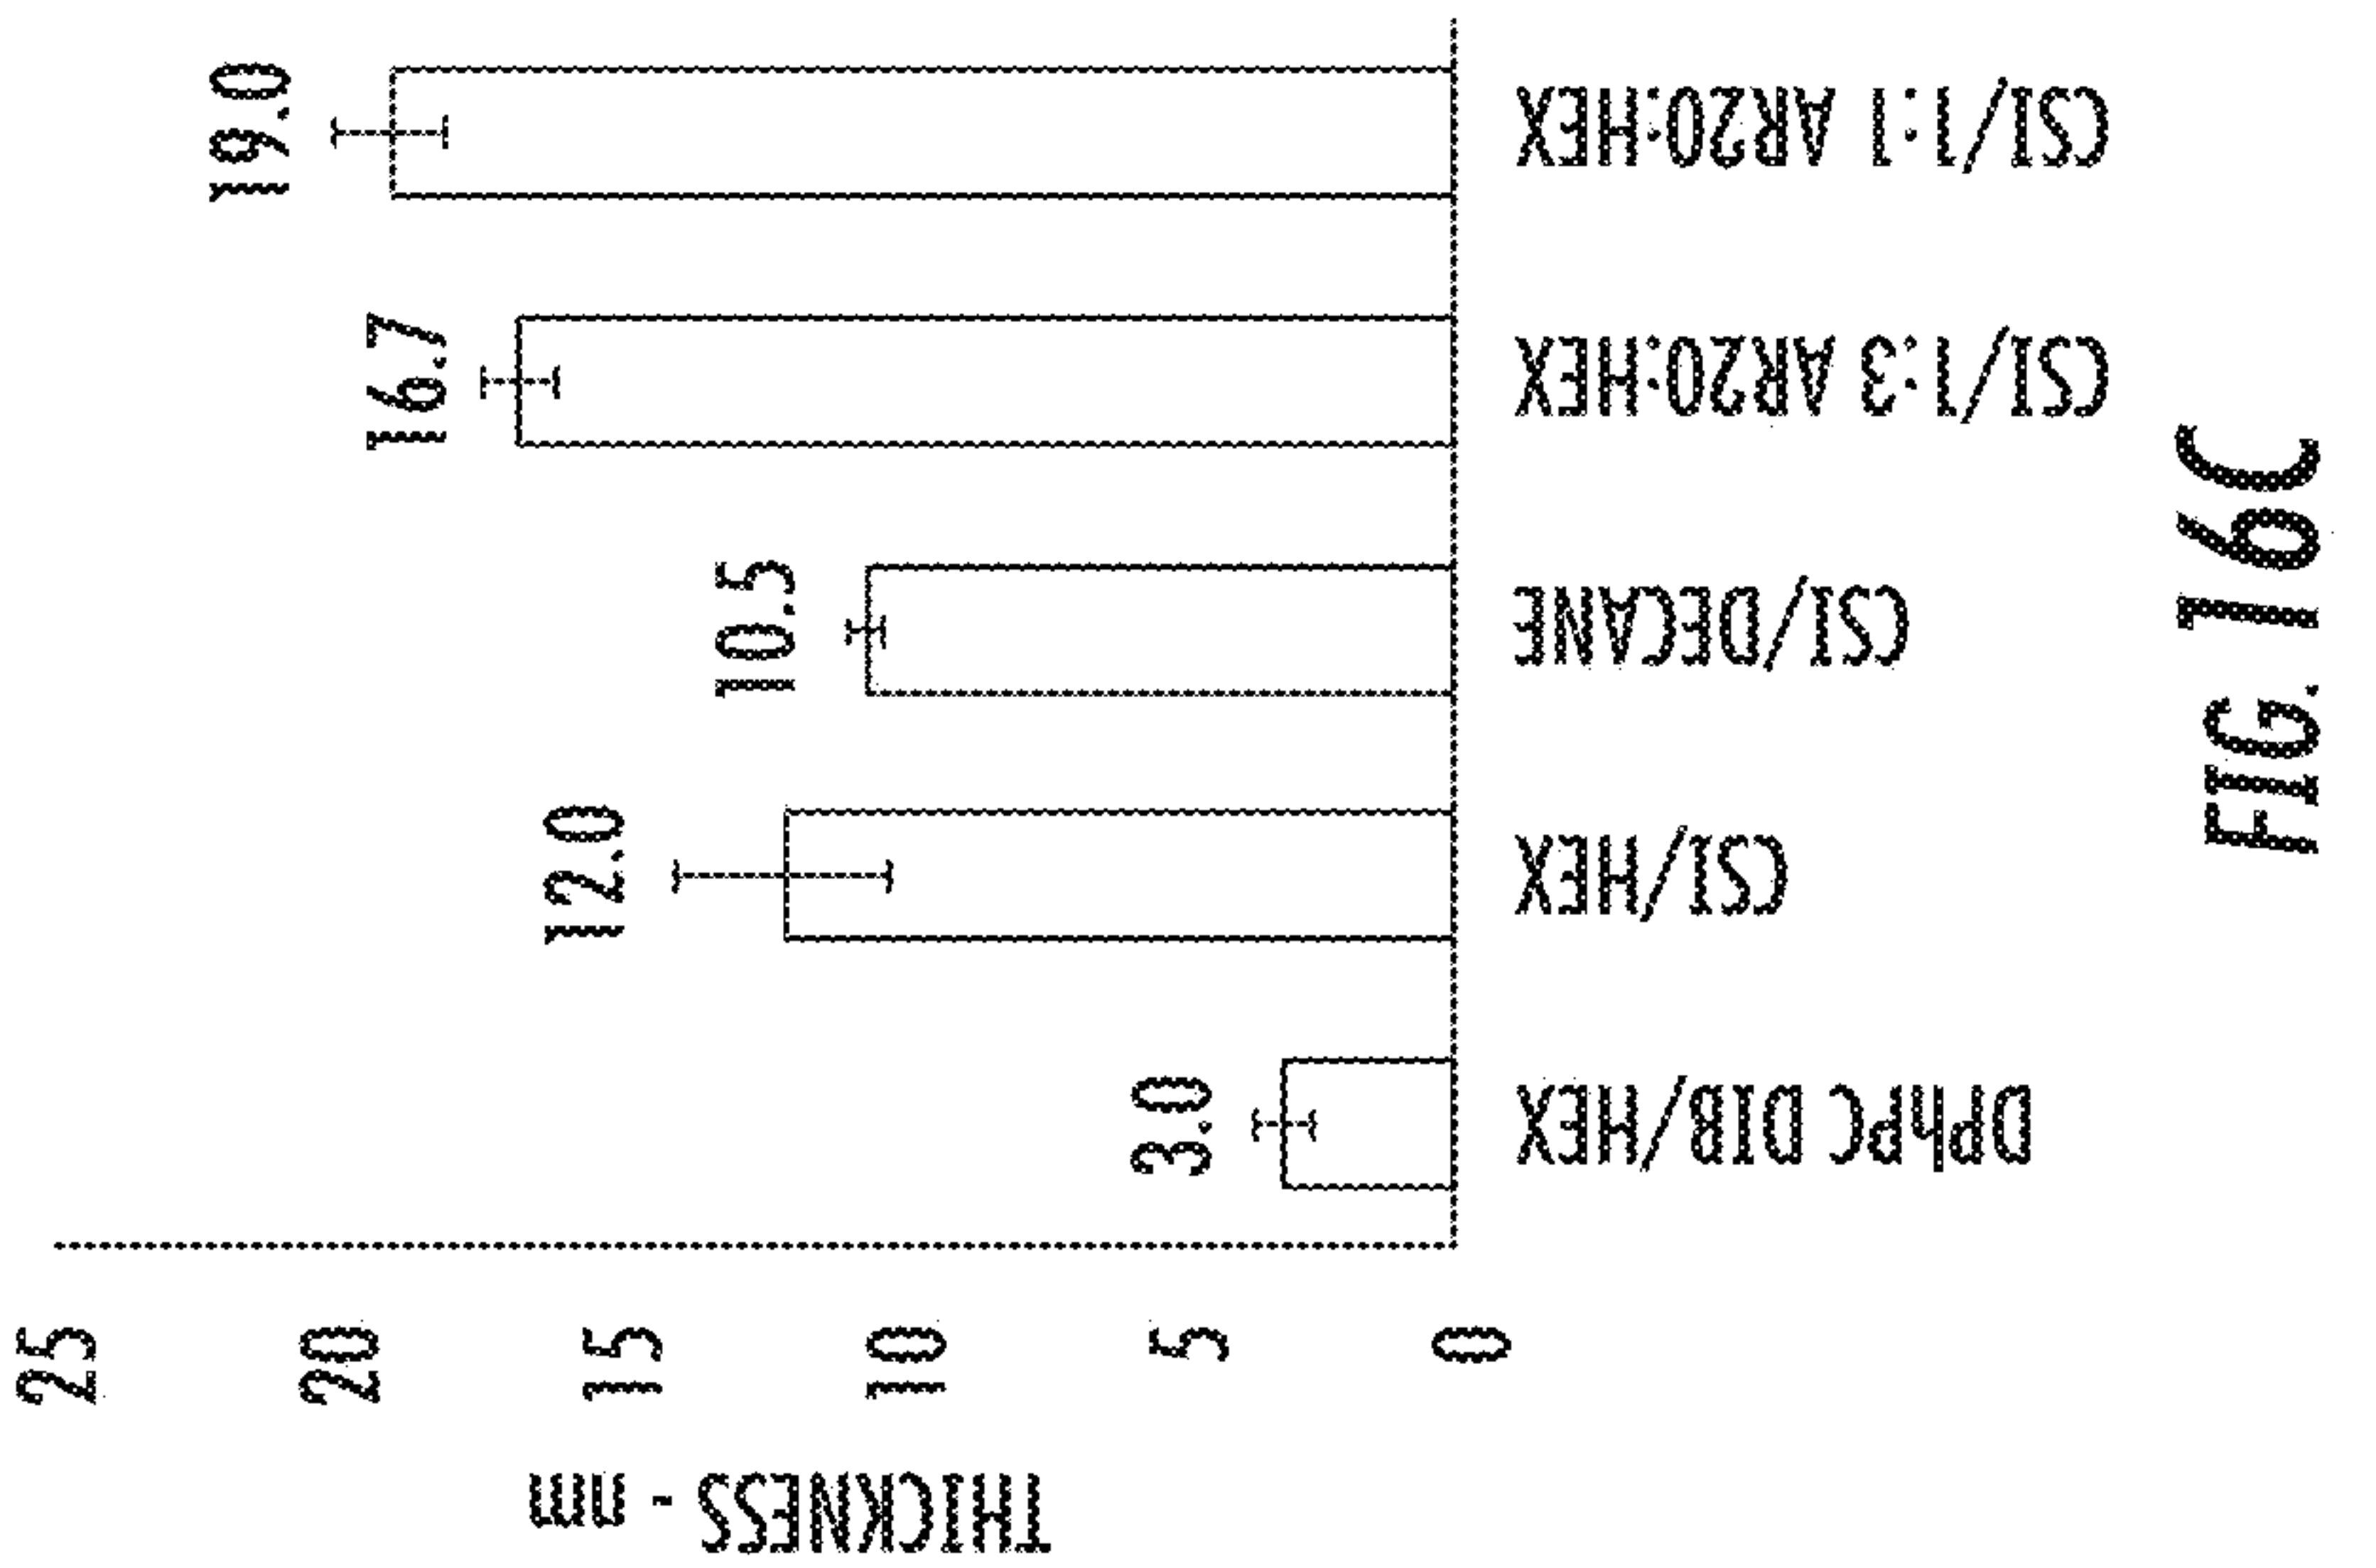 THICKNESS - nm
25
20
15
10
5
0
3.0
12.0
10.5
16.7
19.0
DPhPC DIB/HEX
CSI/HEX
CSI/DECANE
CSI/1:3 AR20:HEX
CSI/1:1 AR20:HEX
FIG. 16C